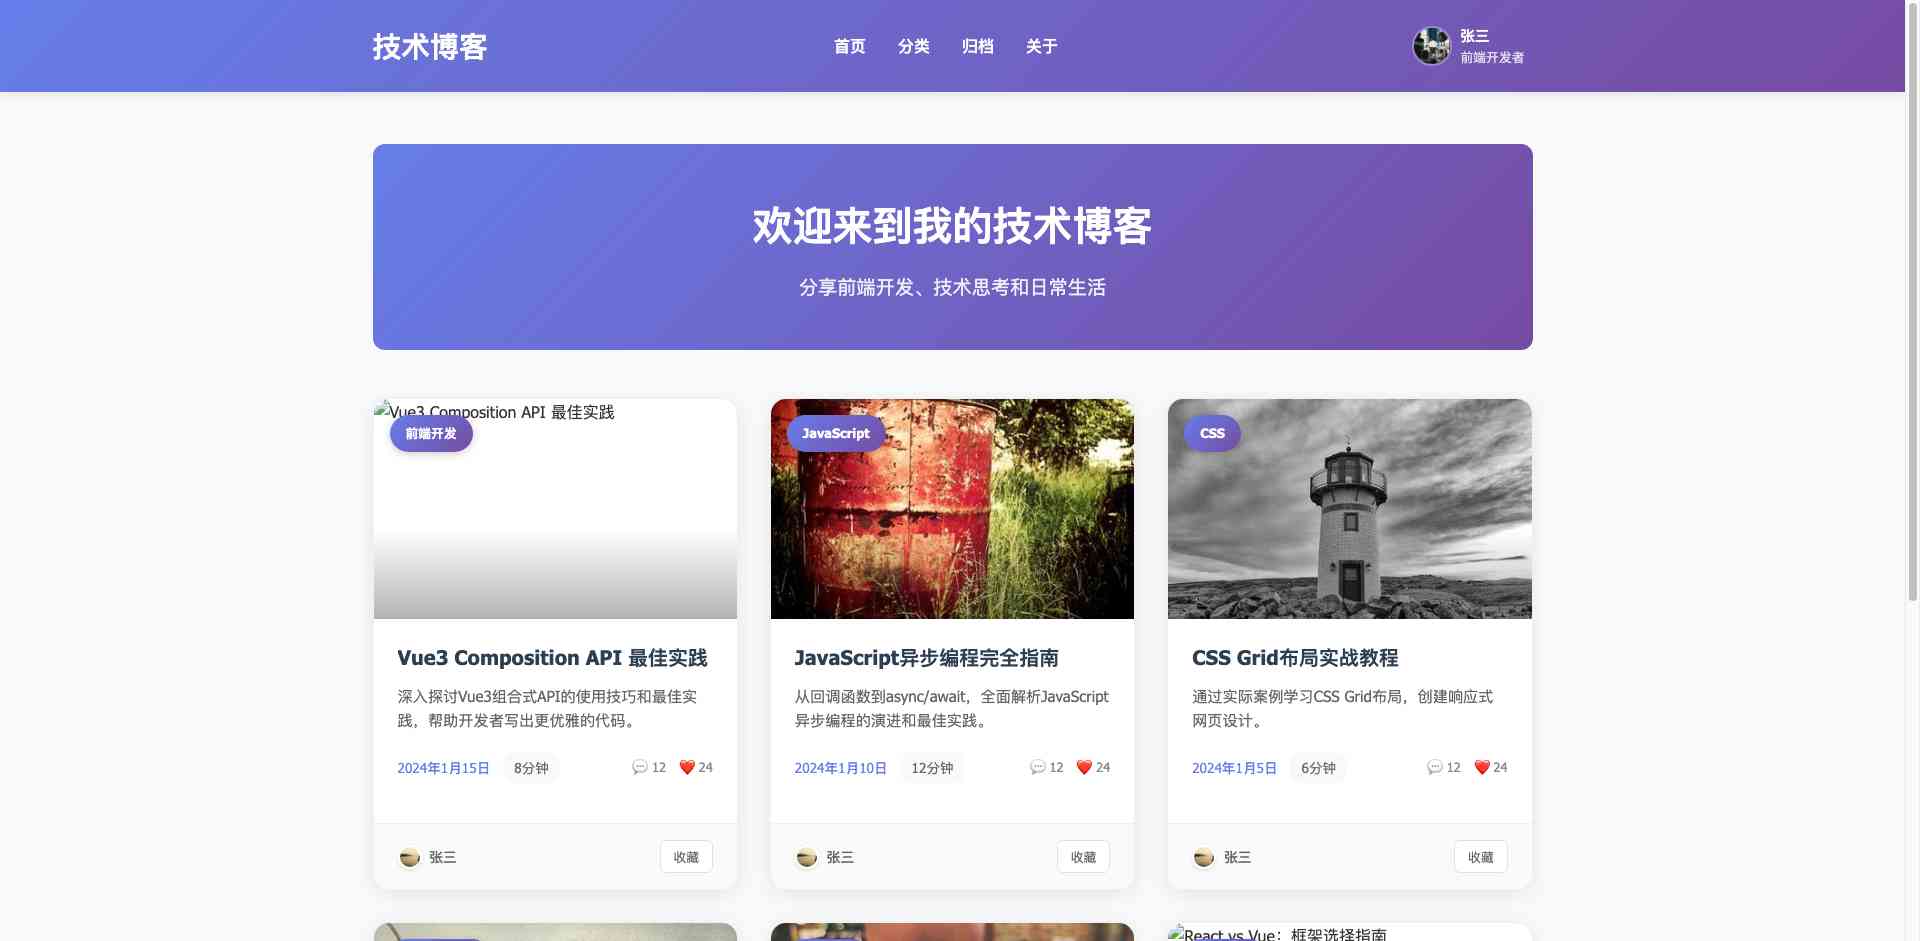 技术博客
首页
分类
归档
关于
张三
前端开发者
欢迎来到我的技术博客
分享前端开发、技术思考和日常生活
Vue3 Composition API 最佳实践
前端开发
JavaScript
CSS
Vue3 Composition API 最佳实践
深入探讨Vue3组合式API的使用技巧和最佳实
践，帮助开发者写出更优雅的代码。
2024年1月15日
8分钟
12
24
张三
收藏
JavaScript异步编程完全指南
从回调函数到async/await，全面解析JavaScript
异步编程的演进和最佳实践。
2024年1月10日
12分钟
12
24
张三
收藏
CSS Grid布局实战教程
通过实际案例学习CSS Grid布局，创建响应式
网页设计。
2024年1月5日
6分钟
12
24
张三
收藏
React vs Vue：框架选择指南